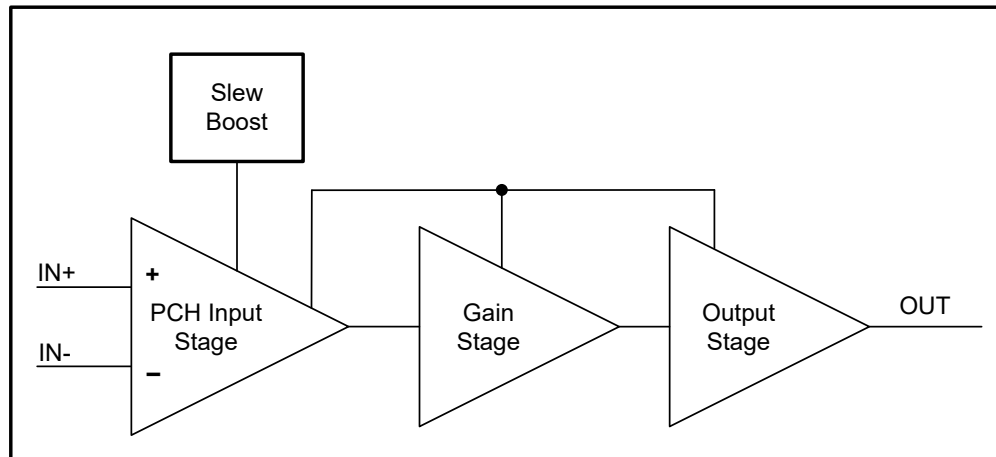 Slew
Boost
IN+
+
PCH Input
Stage
IN-
−
Gain
Stage
Output
Stage
OUT